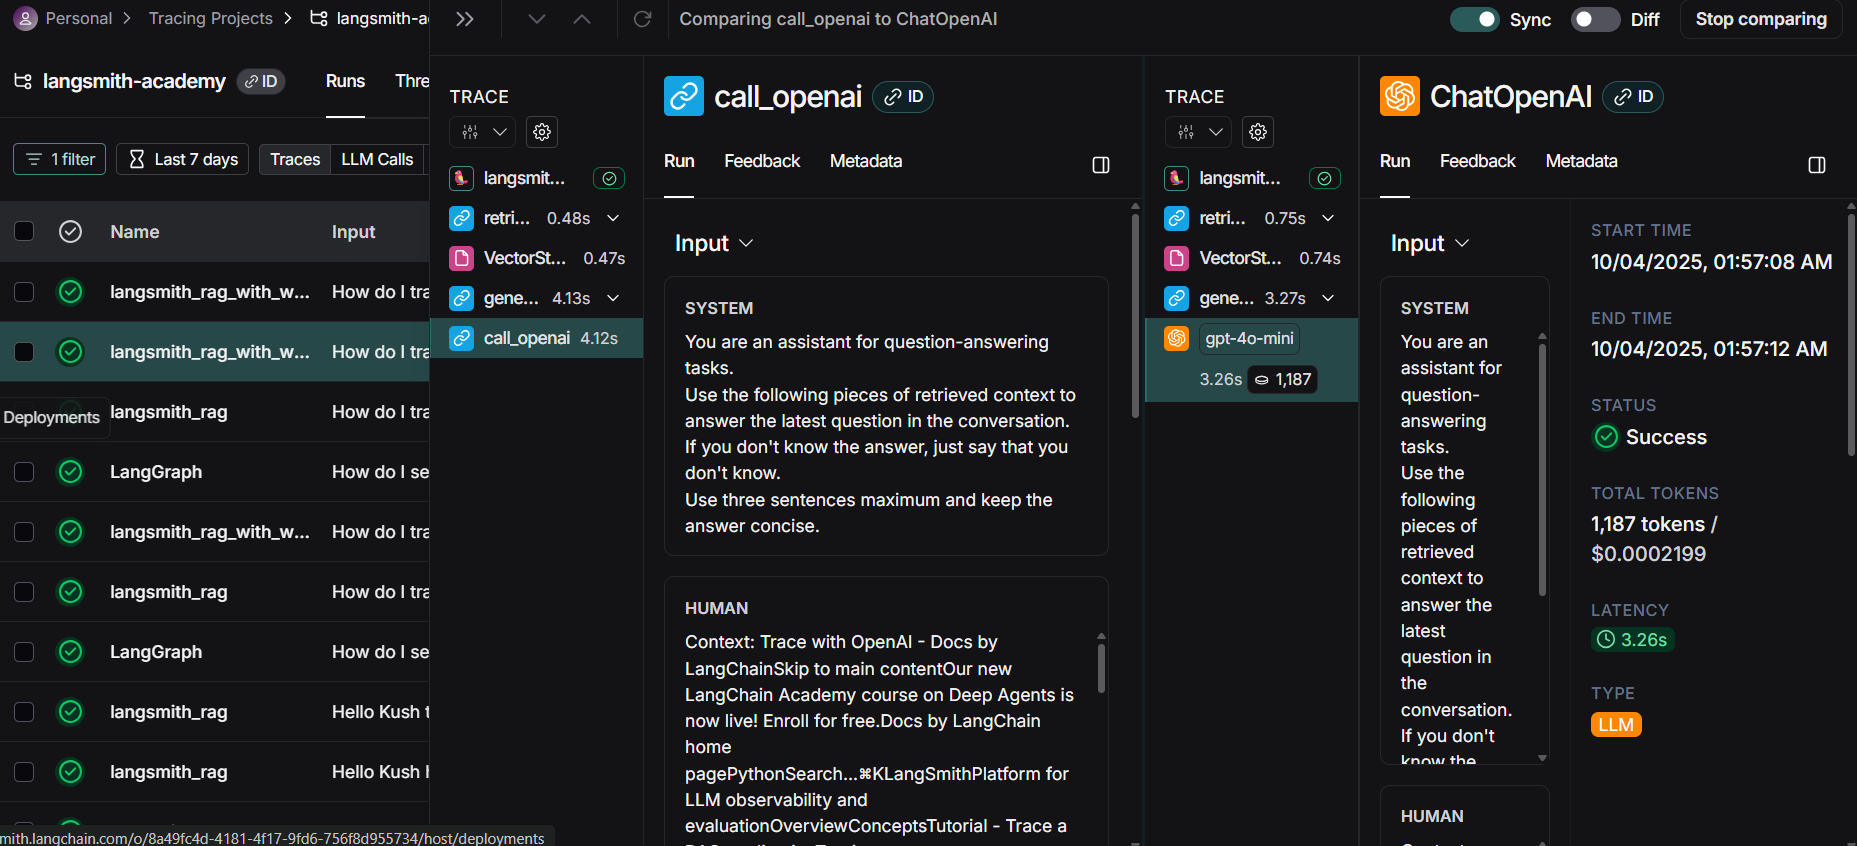 Personal
Tracing Projects
langsmith-a
Comparing call_openai to ChatOpenAI
Sync
Diff
Stop comparing
langsmith-academy
ID
Runs
Thre
1 filter
Last 7 days
Traces
LLM Calls
Name
Input
langsmith_rag_with_w...
How do I tra
langsmith_rag_with_w...
How do I tra
Deployments
langsmith_rag
How do I tra
LangGraph
How do I se
langsmith_rag_with_w...
How do I tra
langsmith_rag
How do I tra
LangGraph
How do I se
langsmith_rag
Hello Kush t
langsmith_rag
Hello Kush
mith.langchain.com/o/8a49fc4d-4181-4f17-9fd6-756f8d955734/host/deployments
TRACE
langsmit...
retri...
0.48s
VectorSt...
0.47s
gene...
4.13s
call_openai
4.12s
call_openai
ID
Run
Feedback
Metadata
Input
SYSTEM
You are an assistant for question-answering
tasks.
Use the following pieces of retrieved context to
answer the latest question in the conversation.
If you don't know the answer, just say that you
don't know.
Use three sentences maximum and keep the
answer concise.
HUMAN
Context: Trace with OpenAI - Docs by
LangChainSkip to main contentOur new
LangChain Academy course on Deep Agents is
now live! Enroll for free.Docs by LangChain
home
pagePythonSearch...⌘KLangSmithPlatform for
LLM observability and
evaluationOverviewConceptsTutorial - Trace a
TRACE
langsmit...
retri...
0.75s
VectorSt...
0.74s
gene...
3.27s
gpt-4o-mini
3.26s
1,187
ChatOpenAI
ID
Run
Feedback
Metadata
Input
SYSTEM
You are an
assistant for
question-
answering
tasks.
Use the
following
pieces of
retrieved
context to
answer the
latest
question in
the
conversation.
If you don't
know the
HUMAN
START TIME
10/04/2025, 01:57:08 AM
END TIME
10/04/2025, 01:57:12 AM
STATUS
Success
TOTAL TOKENS
1,187 tokens /
$0.0002199
LATENCY
3.26s
TYPE
LLM